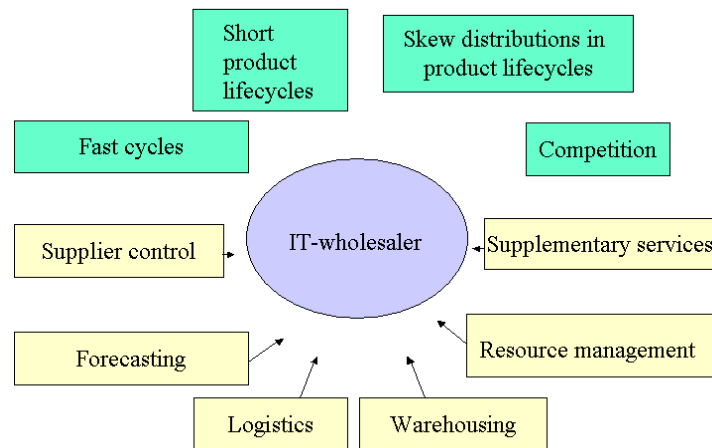 Short
product
lifecycles
Skew distributions in
product lifecycles
Fast cycles
Competition
Supplier control
IT-wholesaler
Supplementary services
Forecasting
Resource management
Logistics
Warehousing